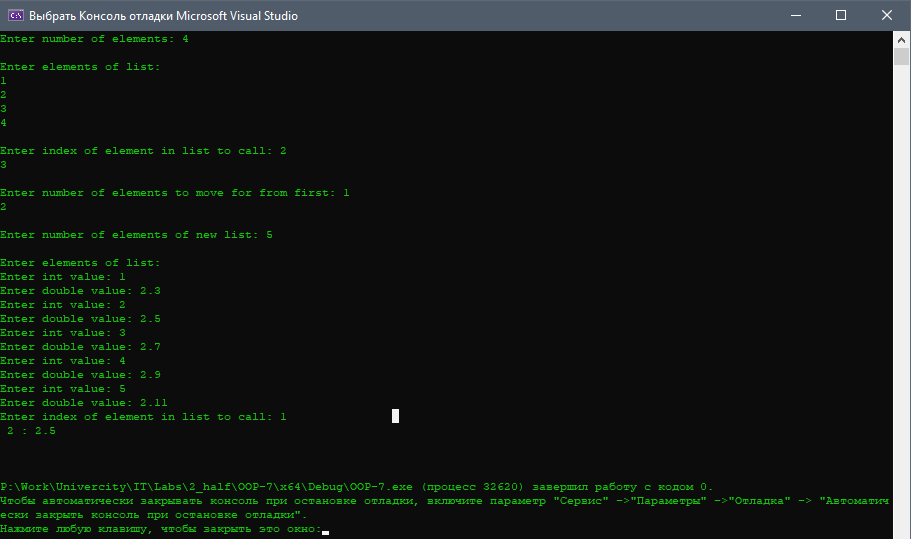 Выбрать Консоль отладки Microsoft Visual Studio
Enter number of elements: 4
Enter elements of list:
1
2
3
4
Enter index of element in list to call: 2
3
Enter number of elements to move for from first: 1
2
Enter number of elements of new list: 5
Enter elements of list:
Enter int value: 1
Enter double value: 2.3
Enter int value: 2
Enter double value: 2.5
Enter int value: 3
Enter double value: 2.7
Enter int value: 4
Enter double value: 2.9
Enter int value: 5
Enter double value: 2.11
Enter index of element in list to call: 1
2 : 2.5
P:\Work\Univercity\IT\Labs\2_half\OOP-7\x64\Debug\OOP-7.exe (процесс 32620) завершил работу с кодом 0.
Чтобы автоматически закрывать консоль при остановке отладки, включите параметр "Сервис" ->"Параметры" ->"Отладка" -> "Автоматич
ески закрыть консоль при остановке отладки".
Нажмите любую клавишу, чтобы закрыть это окно: